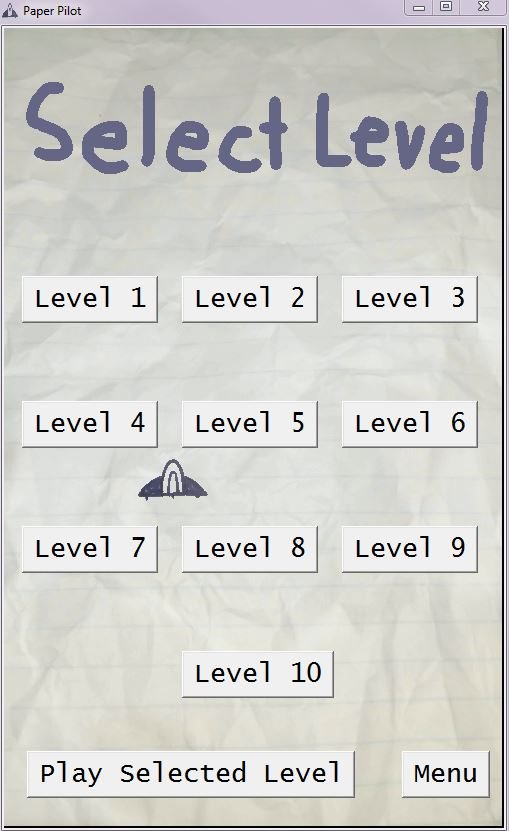 Paper Pilot
Select Level
Level 1 Level 2 Level 3
Level 4 Level 5 Level 6
Level 7 Level 8 Level 9
Level 10
Play Selected Level Menu